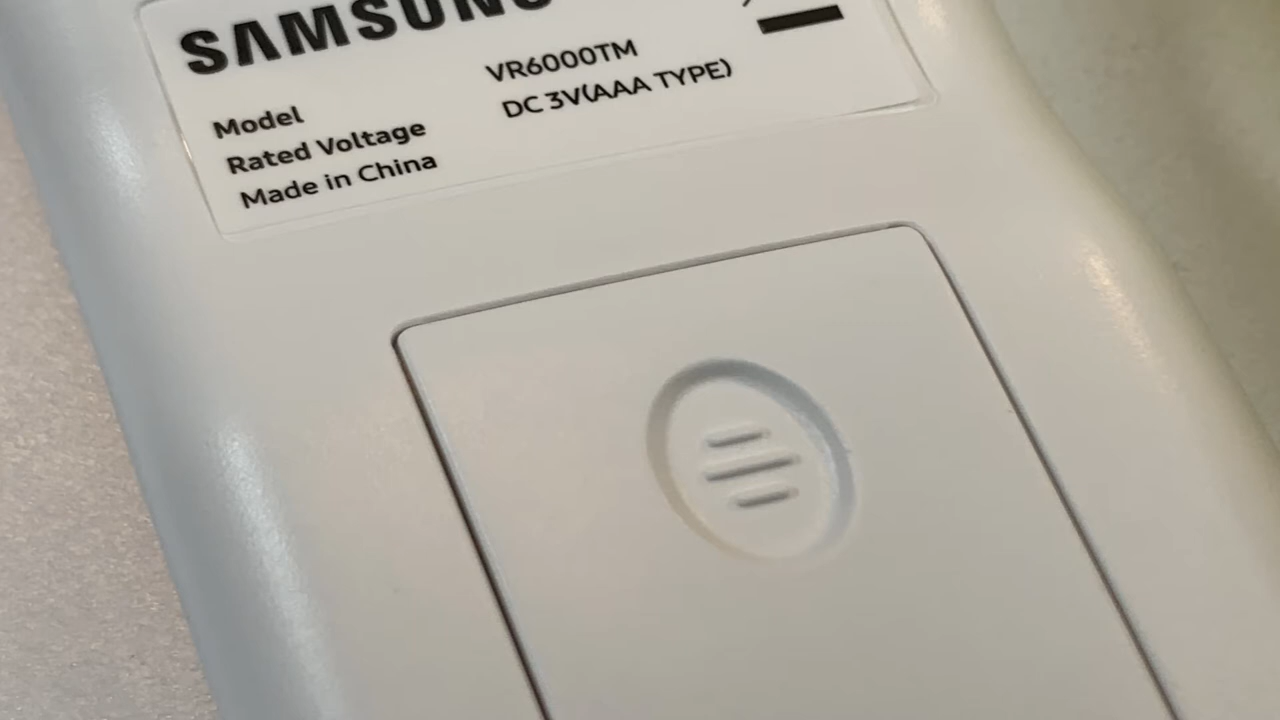 SAMSUNG
Model VR6000TM
Rated Voltage DC 3V(AAA TYPE)
Made in China